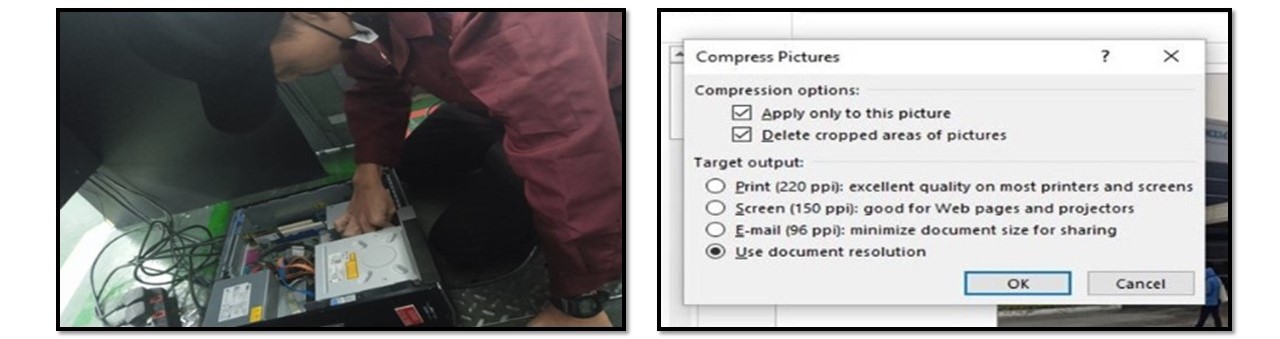 Compress Pictures
Compression options:
Apply only to this picture
Delete cropped areas of pictures
Target output:
Print (220 ppi): excellent quality on most printers and screens
Screen (150 ppi): good for Web pages and projectors
E-mail (96 ppi): minimize document size for sharing
Use document resolution
OK
Cancel